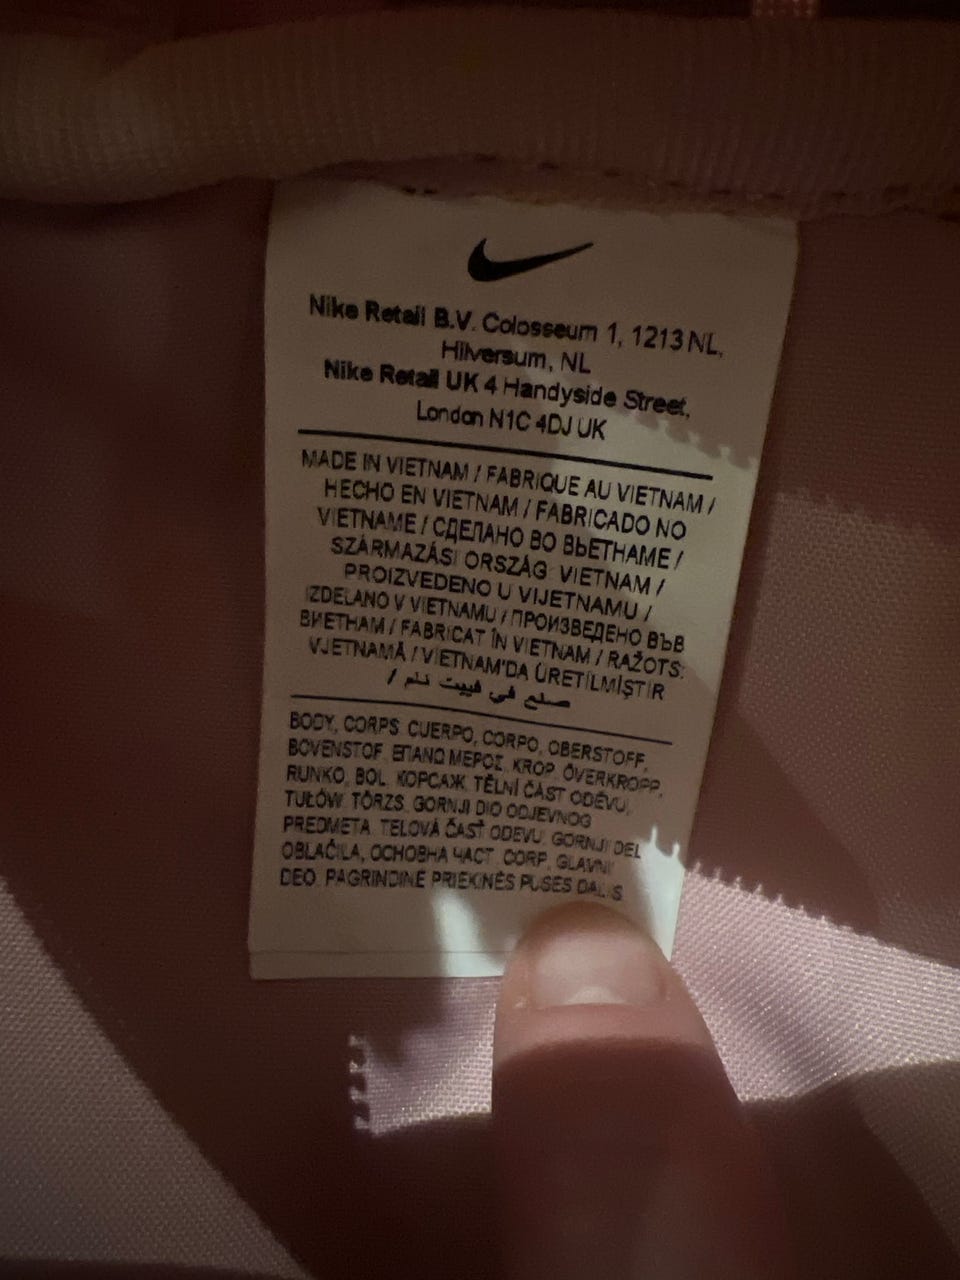 Nike Retail B.V. Colosseum 1, 1213 NL,
Hilversum, NL
Nike Retail UK 4 Handyside Street,
London N1C 4DJ UK
MADE IN VIETNAM / FABRIQUE AU VIETNAM /
HECHO EN VIETNAM / FABRICADO NO
VIETNAME / СДЕЛАНО ВО ВЬЕТНАМЕ /
SZÁRMAZÁSI ORSZÁG: VIETNAM /
PROIZVEDENO U VIJETNAMU /
IZDELANO V VIETNAMU / ПРОИЗВЕДЕНО ВЪВ
ВИЕТНАМ / FABRICAT ÎN VIETNAM / RAŽOTS:
VJETNAMĀ / VIETNAM'DA ÜRETİLMİŞTİR
/ صنع في فييت نام
BODY, CORPS, CUERPO, CORPO, OBERSTOFF,
BOVENSTOF, ΕΠΑΝΩ ΜΕΡΟΣ, KROP, ÖVERKROPP,
RUNKO, BOL, КОРСАЖ, TĚLNÍ ČÁST ODĚVU,
TUŁÓW, TÖRZS, GORNJI DIO ODJEVNOG
PREDMETA, TELOVÁ ČASŤ ODEVU, GORNJI DEL
OBLAČILA, ОСНОВНА ЧАСТ, CORP, GLAVNI
DEO, PAGRINDINĖ PRIEKINĖS PUSĖS DALIS